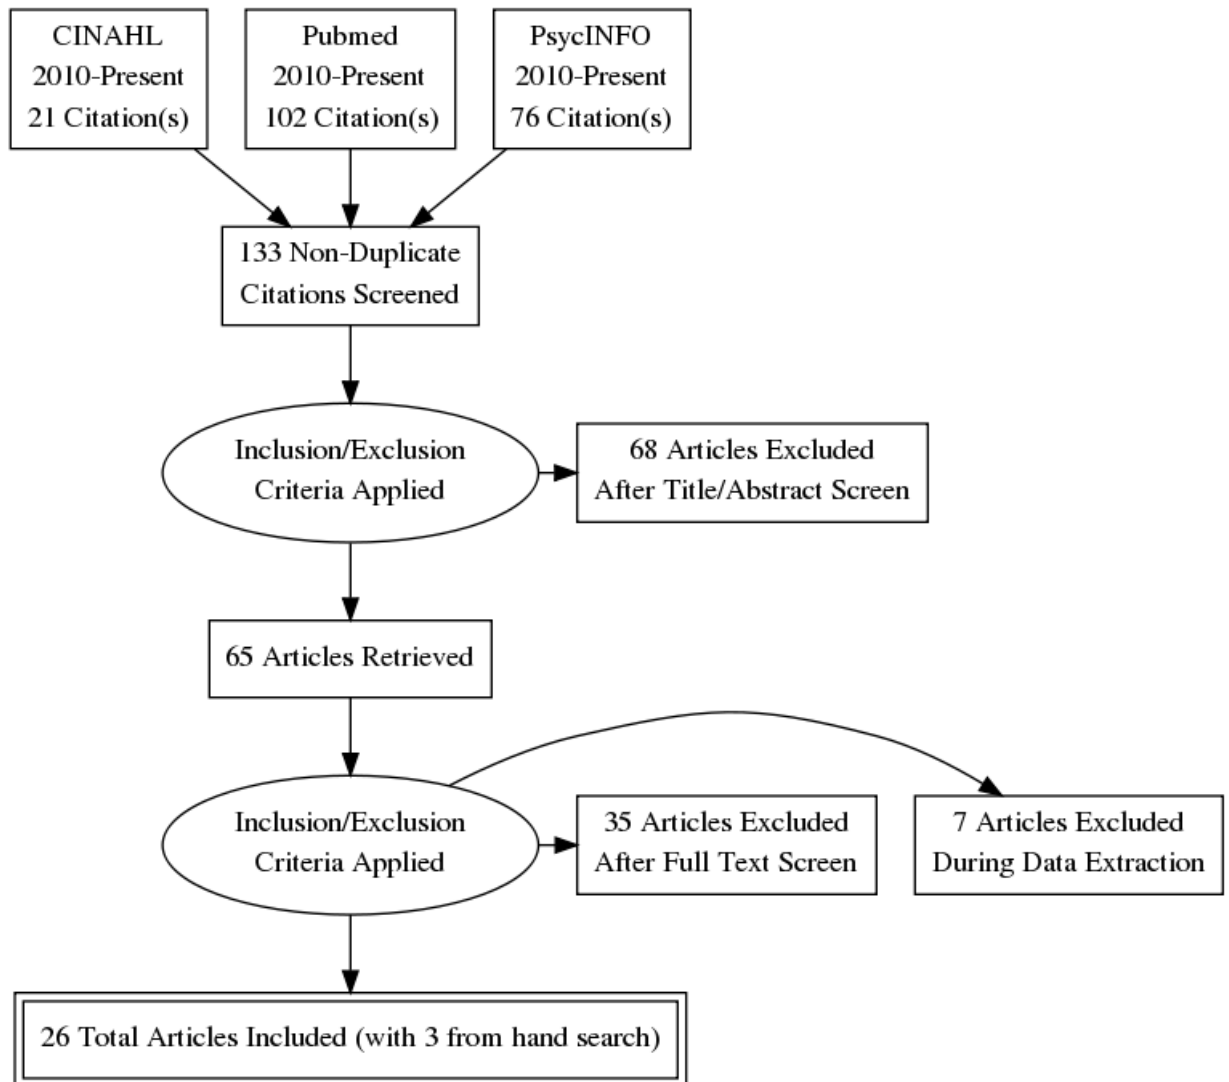 CINAHL
2010-Present
21 Citation(s)
Pubmed
2010-Present
102 Citation(s)
PsycINFO
2010-Present
76 Citation(s)
133 Non-Duplicate
Citations Screened
Inclusion/Exclusion
Criteria Applied
68 Articles Excluded
After Title/Abstract Screen
65 Articles Retrieved
Inclusion/Exclusion
Criteria Applied
35 Articles Excluded
After Full Text Screen
7 Articles Excluded
During Data Extraction
26 Total Articles Included (with 3 from hand search)